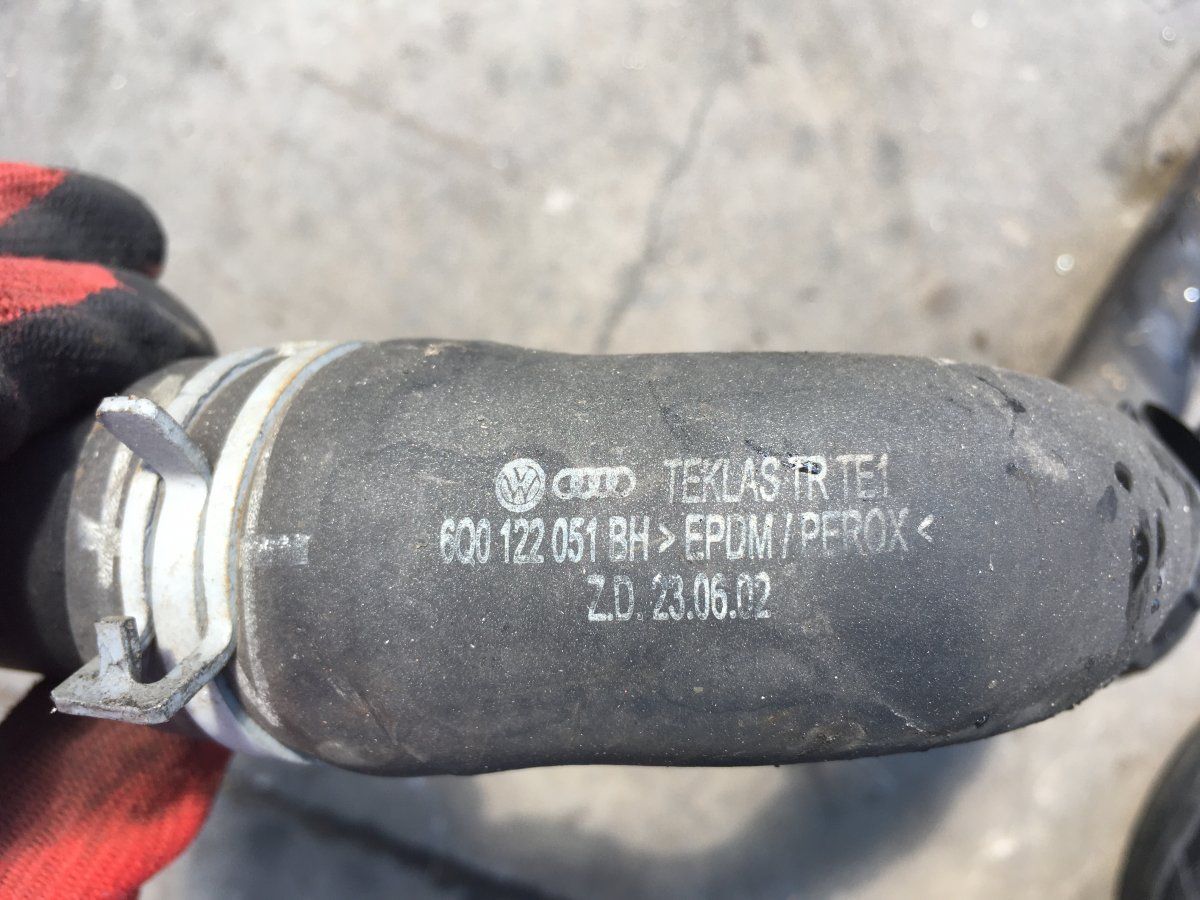 TEKLAS TR TE1
6Q0 122 051 BH > EPDM / PEROX <
Z.D. 23.06.02